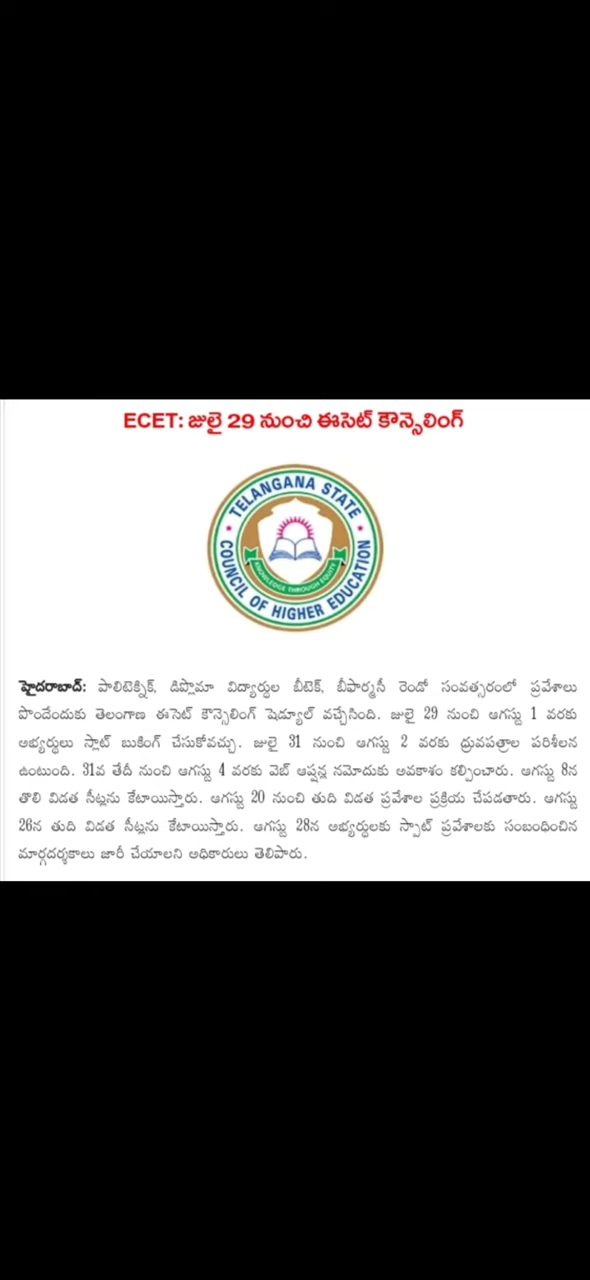 ECET: జులై 29 నుంచి ఈసెట్ కౌన్సెలింగ్
TELANGANA STATE
COUNCIL OF HIGHER EDUCATION
KNOWLEDGE THROUGH EQUITY
హైదరాబాద్: పాలిటెక్నిక్, డిప్లొమా విద్యార్థుల బీటెక్, బీఫార్మసీ రెండో సంవత్సరంలో ప్రవేశాలు
పొందేందుకు తెలంగాణ ఈసెట్ కౌన్సెలింగ్ షెడ్యూల్ వచ్చేసింది. జులై 29 నుంచి ఆగస్టు 1 వరకు
అభ్యర్థులు స్లాట్ బుకింగ్ చేసుకోవచ్చు. జులై 31 నుంచి ఆగస్టు 2 వరకు ధ్రువపత్రాల పరిశీలన
ఉంటుంది. 31వ తేదీ నుంచి ఆగస్టు 4 వరకు వెబ్ ఆప్షన్ల నమోదుకు అవకాశం కల్పించారు. ఆగస్టు 8న
తొలి విడత సీట్లను కేటాయిస్తారు. ఆగస్టు 20 నుంచి తుది విడత ప్రవేశాల ప్రక్రియ చేపడతారు. ఆగస్టు
26న తుది విడత సీట్లను కేటాయిస్తారు. ఆగస్టు 28న అభ్యర్థులకు స్పాట్ ప్రవేశాలకు సంబంధించిన
మార్గదర్శకాలు జారీ చేయాలని అధికారులు తెలిపారు.